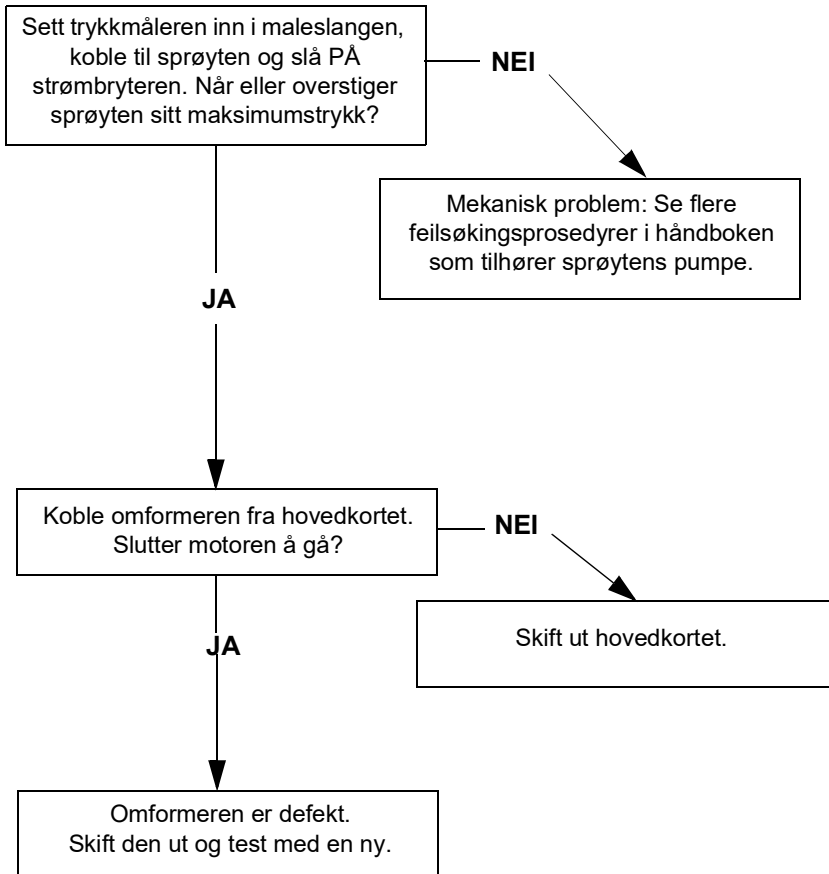 Sett trykkmåleren inn i maleslangen,
koble til sprøyten og slå PÅ
strømbryteren. Når eller overstiger
sprøyten sitt maksimumstrykk?
NEI
Mekanisk problem: Se flere
feilsøkingsprosedyrer i håndboken
som tilhører sprøytens pumpe.
JA
Koble omformeren fra hovedkortet.
Slutter motoren å gå?
NEI
Skift ut hovedkortet.
JA
Omformeren er defekt.
Skift den ut og test med en ny.